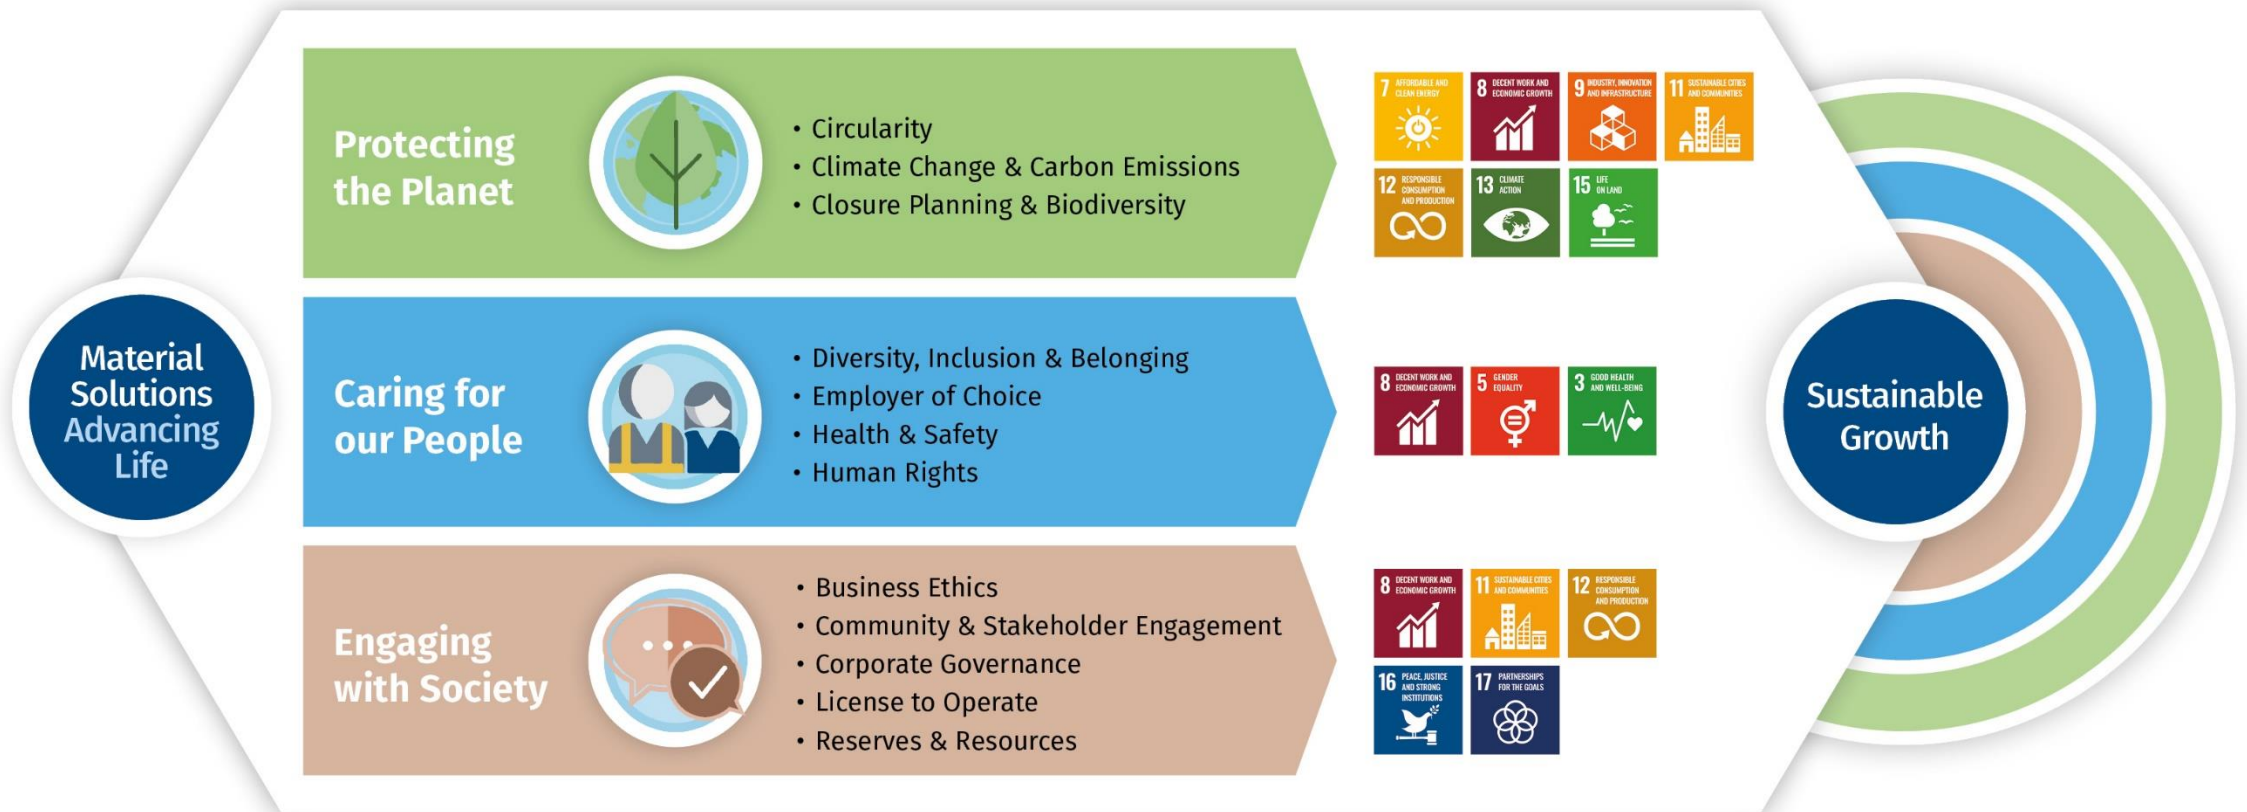 Material
Solutions
Advancing
Life
Protecting
the Planet
• Circularity
• Climate Change & Carbon Emissions
• Closure Planning & Biodiversity
7 AFFORDABLE AND
CLEAN ENERGY
8 DECENT WORK AND
ECONOMIC GROWTH
9 INDUSTRY, INNOVATION
AND INFRASTRUCTURE
11 SUSTAINABLE CITIES
AND COMMUNITIES
12 RESPONSIBLE
CONSUMPTION
AND PRODUCTION
13 CLIMATE
ACTION
15 LIFE
ON LAND
Caring for
our People
• Diversity, Inclusion & Belonging
• Employer of Choice
• Health & Safety
• Human Rights
8 DECENT WORK AND
ECONOMIC GROWTH
5 GENDER
EQUALITY
3 GOOD HEALTH
AND WELL-BEING
Engaging
with Society
• Business Ethics
• Community & Stakeholder Engagement
• Corporate Governance
• License to Operate
• Reserves & Resources
8 DECENT WORK AND
ECONOMIC GROWTH
11 SUSTAINABLE CITIES
AND COMMUNITIES
12 RESPONSIBLE
CONSUMPTION
AND PRODUCTION
16 PEACE, JUSTICE
AND STRONG
INSTITUTIONS
17 PARTNERSHIPS
FOR THE GOALS
Sustainable
Growth